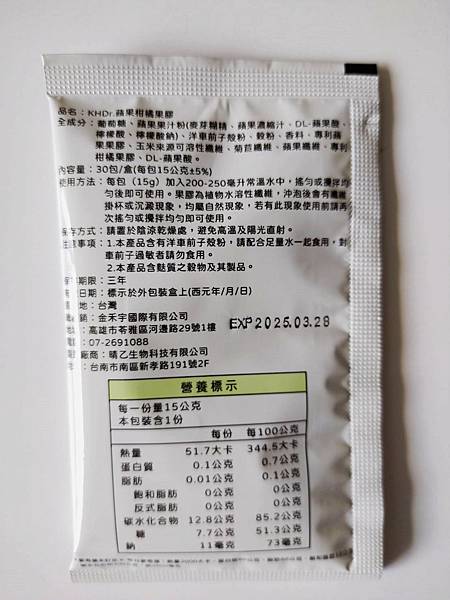 品名：KHDr.蘋果柑橘果膠
全成分：葡萄糖、蘋果果汁粉(麥芽糊精、蘋果濃縮汁、DL-蘋果酸、
檸檬酸、檸檬酸鈉)、洋車前子殼粉、穀粉、香料、專利蘋
果果膠、玉米來源可溶性纖維、菊苣纖維、蘋果纖維、專利
柑橘果膠、DL-蘋果酸。
內容量：30包/盒(每包15公克±5%)
使用方法：每包（15g）加入200-250毫升常溫水中，搖勻或攪拌均
勻後即可使用。果膠為植物水溶性纖維，沖泡後會有纖維
掛杯或沉澱現象，均屬自然現象，若有此現象使用前請再
次搖勻或攪拌均勻即可使用。
保存方式：請置於陰涼乾燥處，避免高溫及陽光直射。
注意事項：1.本產品含有洋車前子殼粉，請配合足量水一起食用，對
車前子過敏者請勿食用。
2.本產品含麩質之穀物及其製品。
保存期限：三年
日期：標示於外包裝盒上(西元年/月/日)
地：台灣
銷：金禾宇國際有限公司
址：高雄市苓雅區河邊路29號1樓
電話：07-2691088
廠商：晴乙生物科技有限公司
址：台南市南區新孝路191號2F
EXP 2025.03.28
營養標示
每一份量15公克
本包裝含1份
每份 每100公克
熱量 51.7大卡 344.5大卡
蛋白質 0.1公克 0.7公克
脂肪 0.01公克 0.1公克
飽和脂肪 0公克 0公克
反式脂肪 0公克 0公克
碳水化合物 12.8公克 85.2公克
糖 7.7公克 51.3公克
鈉 11毫克 73毫克